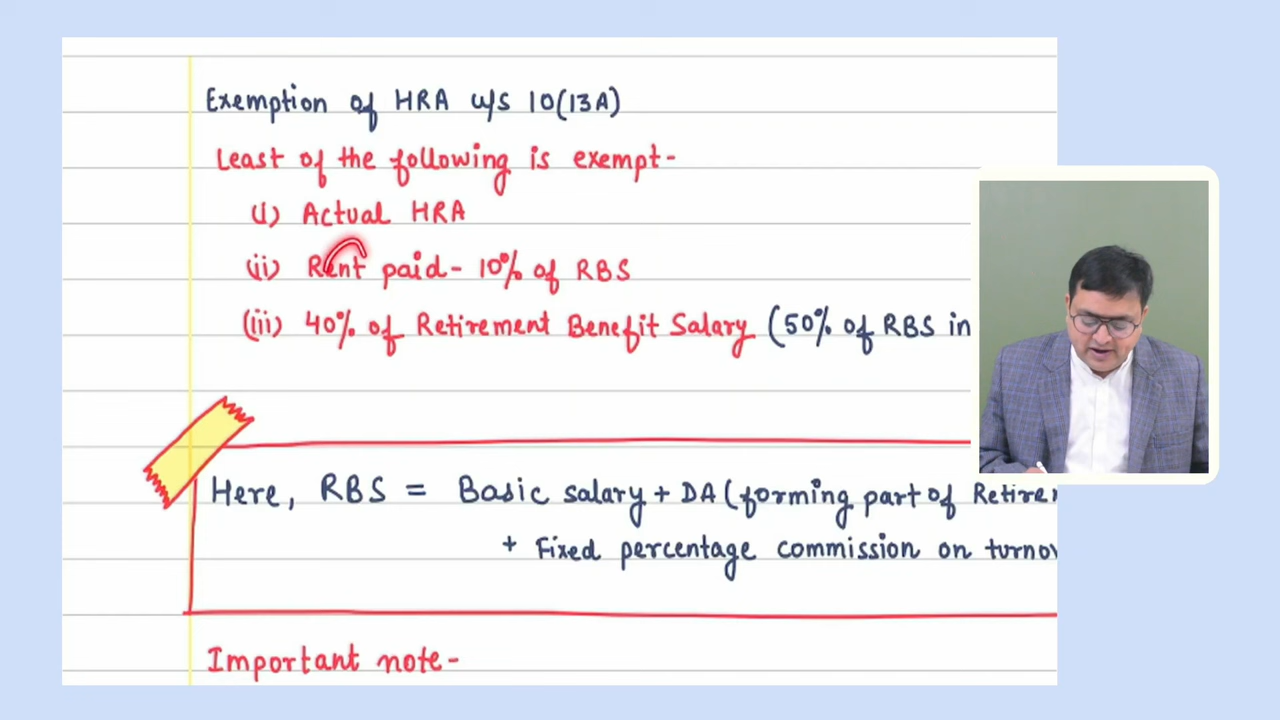 Exemption of HRA u/s 10(13A)
Least of the following is exempt-
(i) Actual HRA
(ii) Rent paid- 10% of RBS
(iii) 40% of Retirement Benefit Salary (50% of RBS in
Here, RBS = Basic salary + DA (forming part of
+ Fixed percentage commission on
Important note-